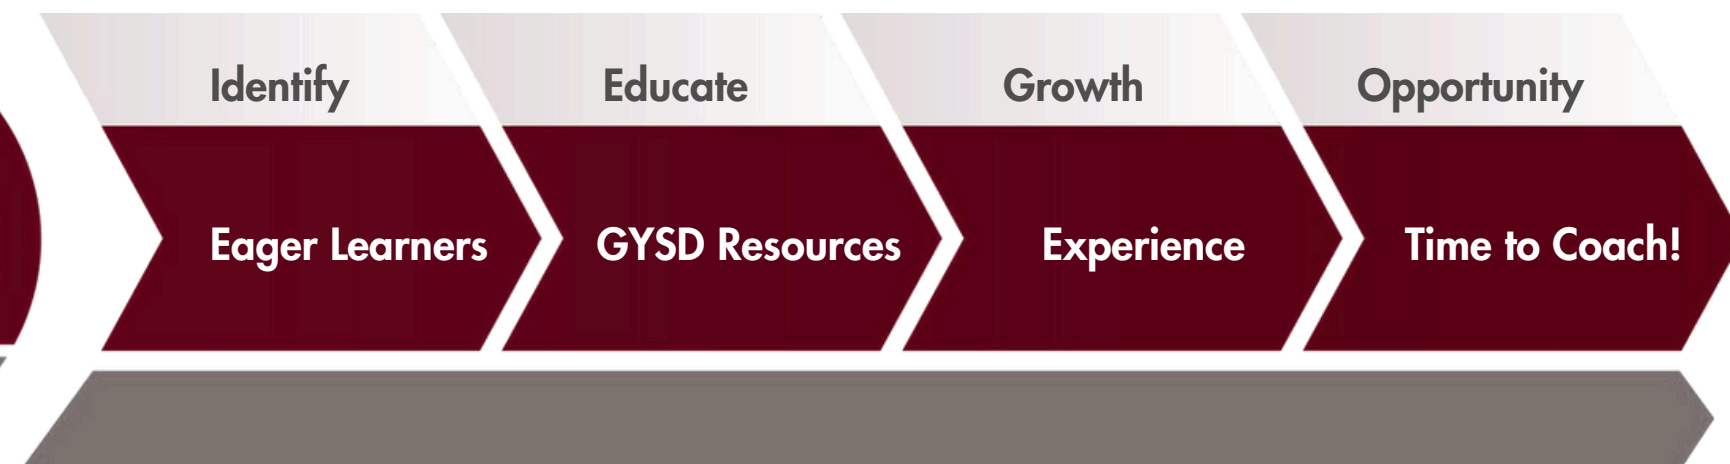 Identify
Educate
Growth
Opportunity
Eager Learners
GYSD Resources
Experience
Time to Coach!